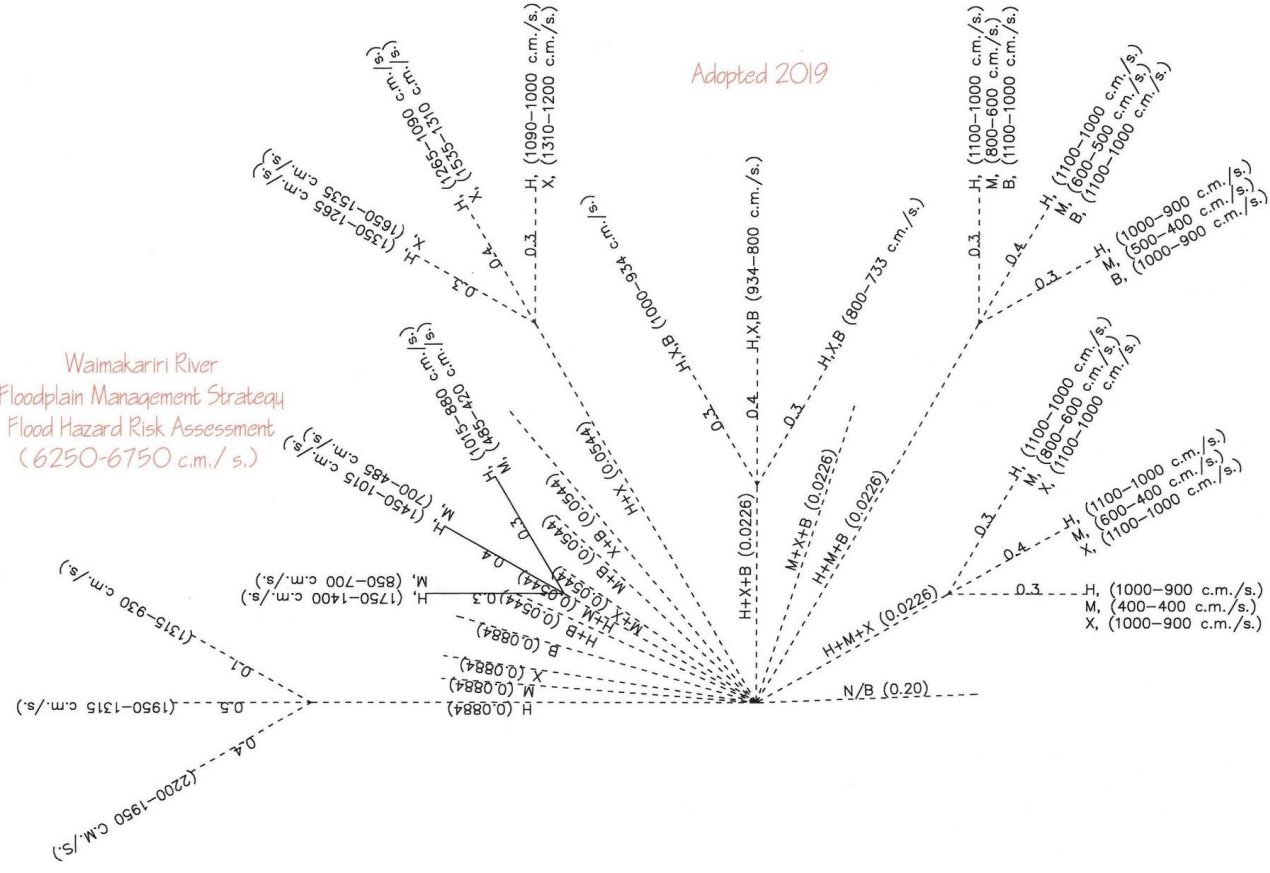 Adopted 2019
Waimakariri River
Floodplain Management Strategy
Flood Hazard Risk Assessment
(6250-6750 c.m./ s.)
(2200-1950 C.M./S.)
0.4
(1950-1315 c.m./s.)
0.5
(1315-930 c.m./s.)
0.1
H (0.0884)
M (0.0884)
X (0.0884)
B (0.0884)
H+B (0.0544)
H+M (0.0544)
H, (1750-1400 c.m./s.)
M, (850-700 c.m./s.)
0.3
H, (1450-1015 c.m./s.)
M, (700-485 c.m./s.)
0.4
H, (1015-880 c.m./s.)
M, (485-420 c.m./s.)
0.3
M+X (0.0544)
M+B (0.0544)
X+B (0.0544)
H+X (0.0544)
H, (1350-1265 c.m./s.)
X, (1650-1535 c.m./s.)
0.3
H, (1265-1090 c.m./s.)
X, (1535-1310 c.m./s.)
0.4
H, (1090-1000 c.m./s.)
X, (1310-1200 c.m./s.)
0.3
H+X+B (0.0226)
H,X,B (1000-934 c.m./s.)
0.3
H,X,B (934-800 c.m./s.)
0.4
H,X,B (800-733 c.m./s.)
0.3
M+X+B (0.0226)
H+M+B (0.0226)
H, (1100-1000 c.m./s.)
M, (800-600 c.m./s.)
B, (1100-1000 c.m./s.)
0.3
H, (1100-1000 c.m./s.)
M, (600-500 c.m./s.)
B, (1100-1000 c.m./s.)
0.4
H, (1000-900 c.m./s.)
M, (500-400 c.m./s.)
B, (1000-900 c.m./s.)
0.3
H+M+X (0.0226)
H, (1100-1000 c.m./s.)
M, (800-600 c.m./s.)
X, (1100-1000 c.m./s.)
0.3
H, (1100-1000 c.m./s.)
M, (600-400 c.m./s.)
X, (1100-1000 c.m./s.)
0.4
H, (1000-900 c.m./s.)
M, (400-400 c.m./s.)
X, (1000-900 c.m./s.)
0.3
N/B (0.20)